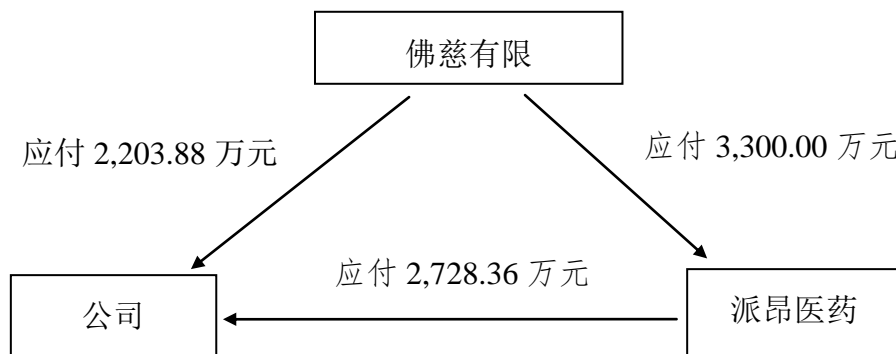 佛慈有限
应付 2,203.88 万元
应付 3,300.00 万元
应付 2,728.36 万元
公司
派昂医药